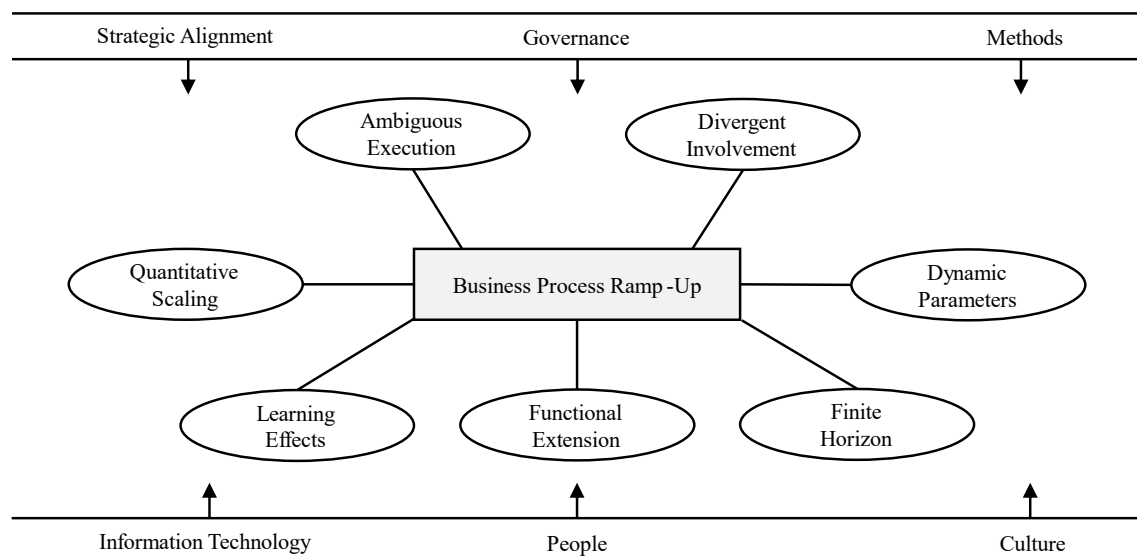 Strategic Alignment
Governance
Methods
Ambiguous
Execution
Divergent
Involvement
Quantitative
Scaling
Business Process Ramp-Up
Dynamic
Parameters
Learning
Effects
Functional
Extension
Finite
Horizon
Information Technology
People
Culture